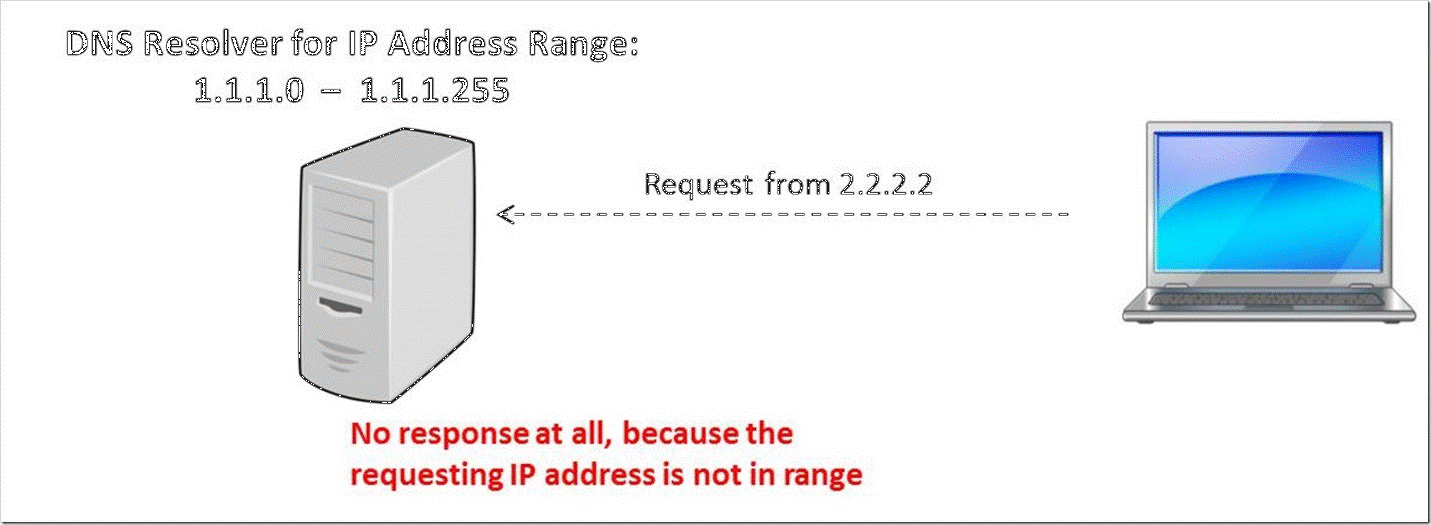 DNS Resolver for IP Address Range:
1.1.1.0 – 1.1.1.255
Request from 2.2.2.2
No response at all, because the
requesting IP address is not in range